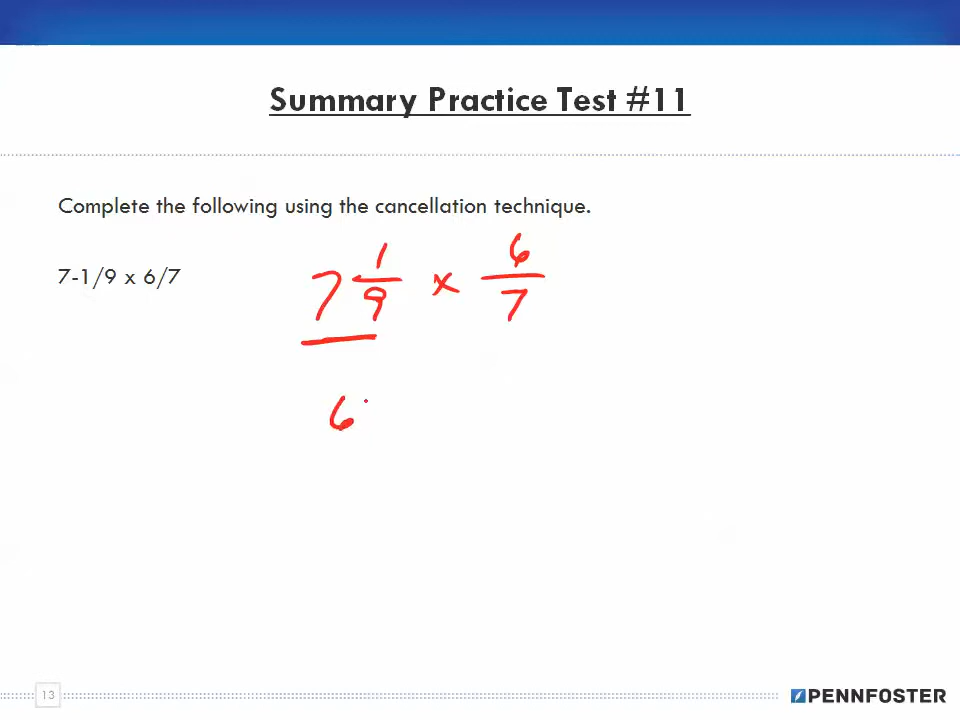 Summary Practice Test #11
Complete the following using the cancellation technique.
7-1/9 x 6/7
7 1/9 x 6/7
6
13
PENNFOSTER